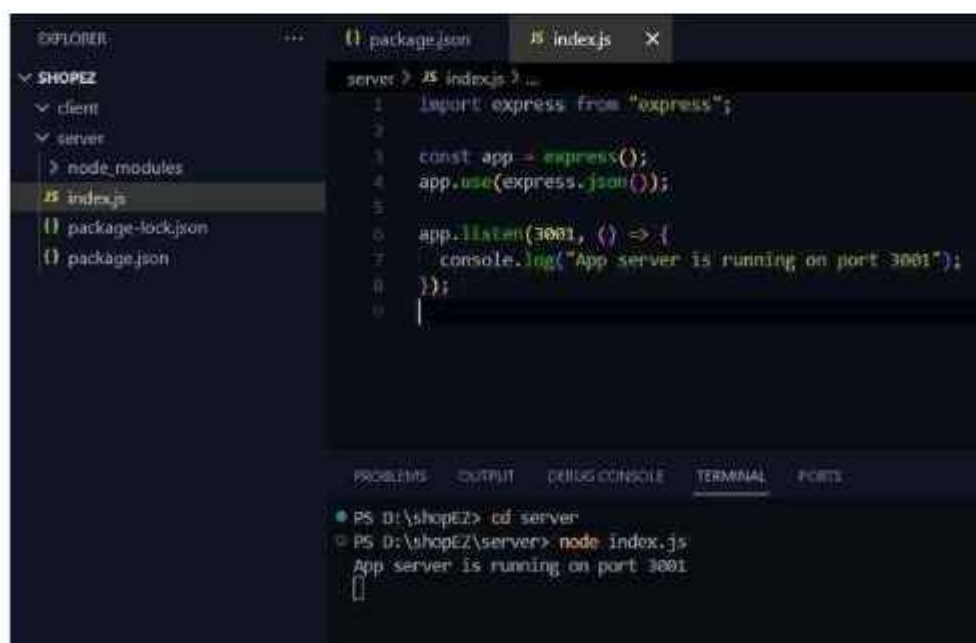 EXPLORER ...
SHOPEZ
client
server
node_modules
JS index.js
{} package-lock.json
{} package.json
{} package.json JS index.js ×
server > JS index.js > ...
1 import express from "express";
2
3 const app = express();
4 app.use(express.json());
5
6 app.listen(3001, () => {
7 console.log("App server is running on port 3001");
8 });
9
PROBLEMS OUTPUT DEBUG CONSOLE TERMINAL PORTS
PS D:\shopEZ> cd server
PS D:\shopEZ\server> node index.js
App server is running on port 3001